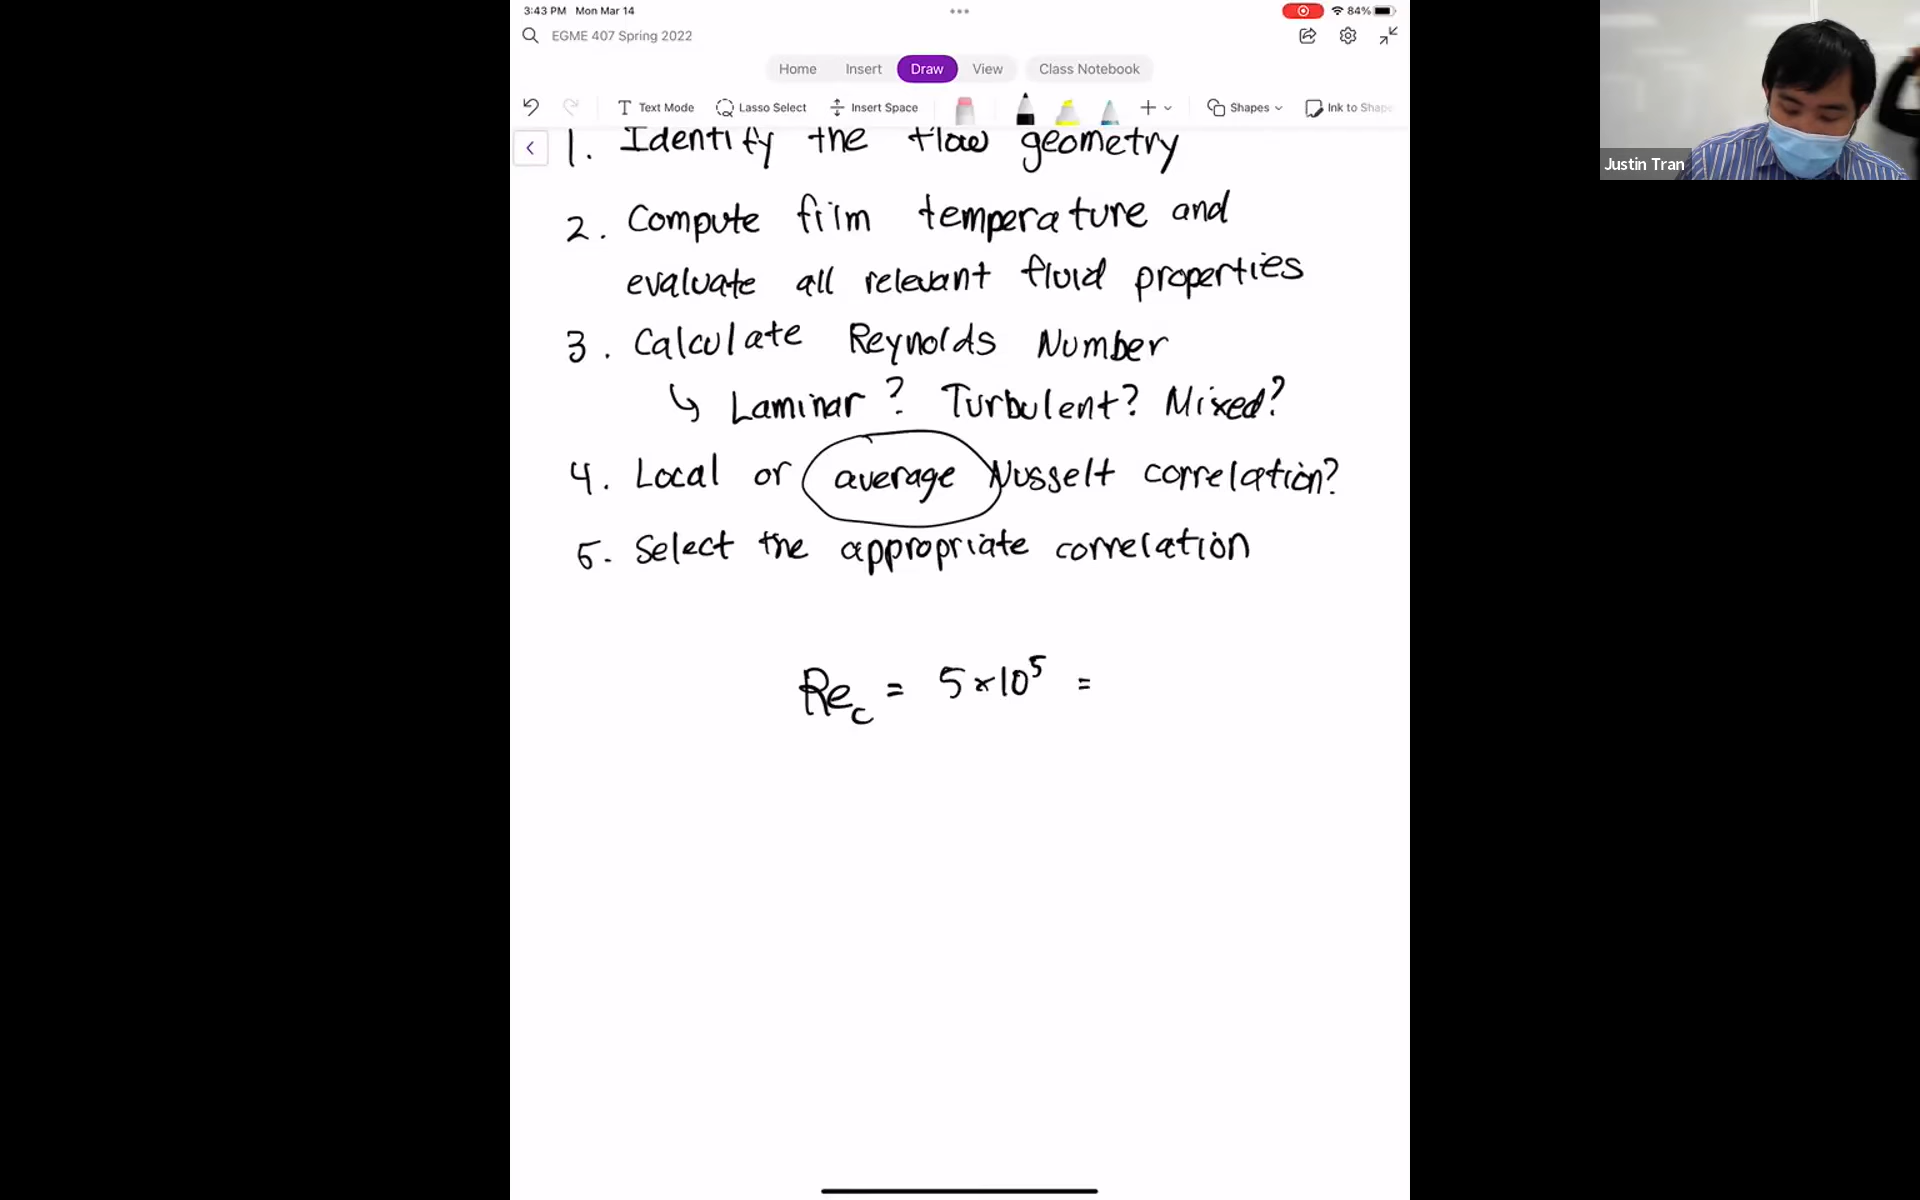 3:43 PM Mon Mar 14
84%
EGME 407 Spring 2022
Home Insert Draw View Class Notebook
Text Mode Lasso Select Insert Space Shapes Ink to Shape
Justin Tran
1. Identify the flow geometry
2. Compute film temperature and
evaluate all relevant fluid properties
3. Calculate Reynolds Number
↳ Laminar? Turbulent? Mixed?
4. Local or average Nusselt correlation?
5. Select the appropriate correlation
Re_c = 5×10⁵ =